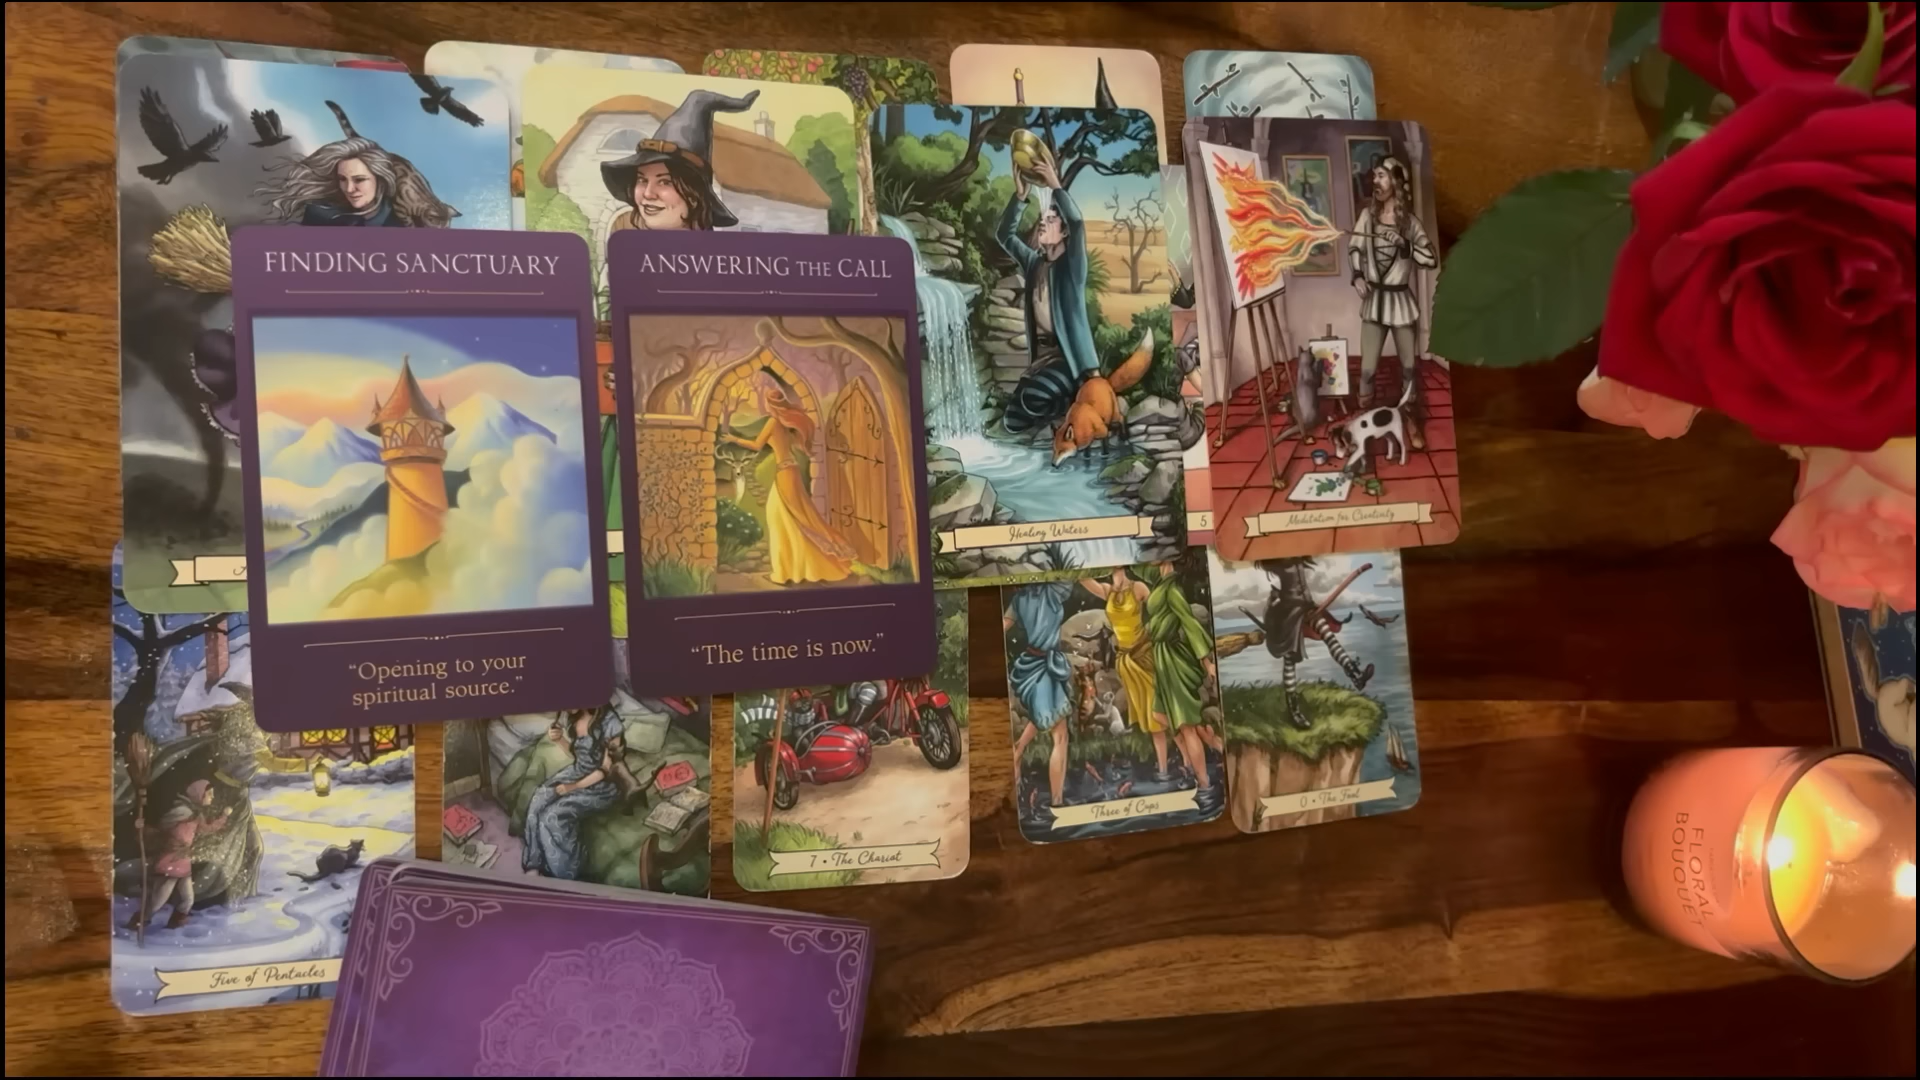 FINDING SANCTUARY
ANSWERING THE CALL
Healing Waters
5
Meditation for Creativity
"Opening to your
spiritual source."
"The time is now."
Three of Cups
0 • The Fool
7 • The Chariot
Five of Pentacles
FLORAL
BOUQUET